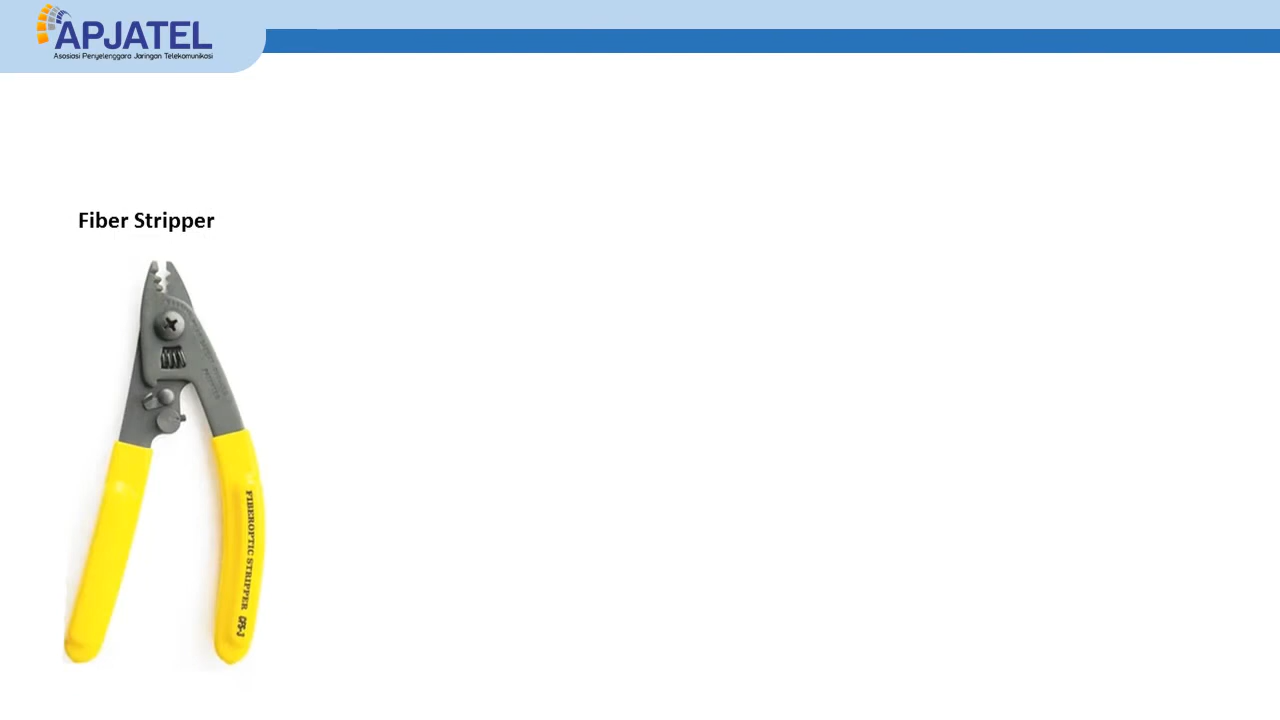 APJATEL
Asosiasi Penyelenggara Jaringan Telekomunikasi
Fiber Stripper
FIBEROPTIC STRIPPER CFS-3